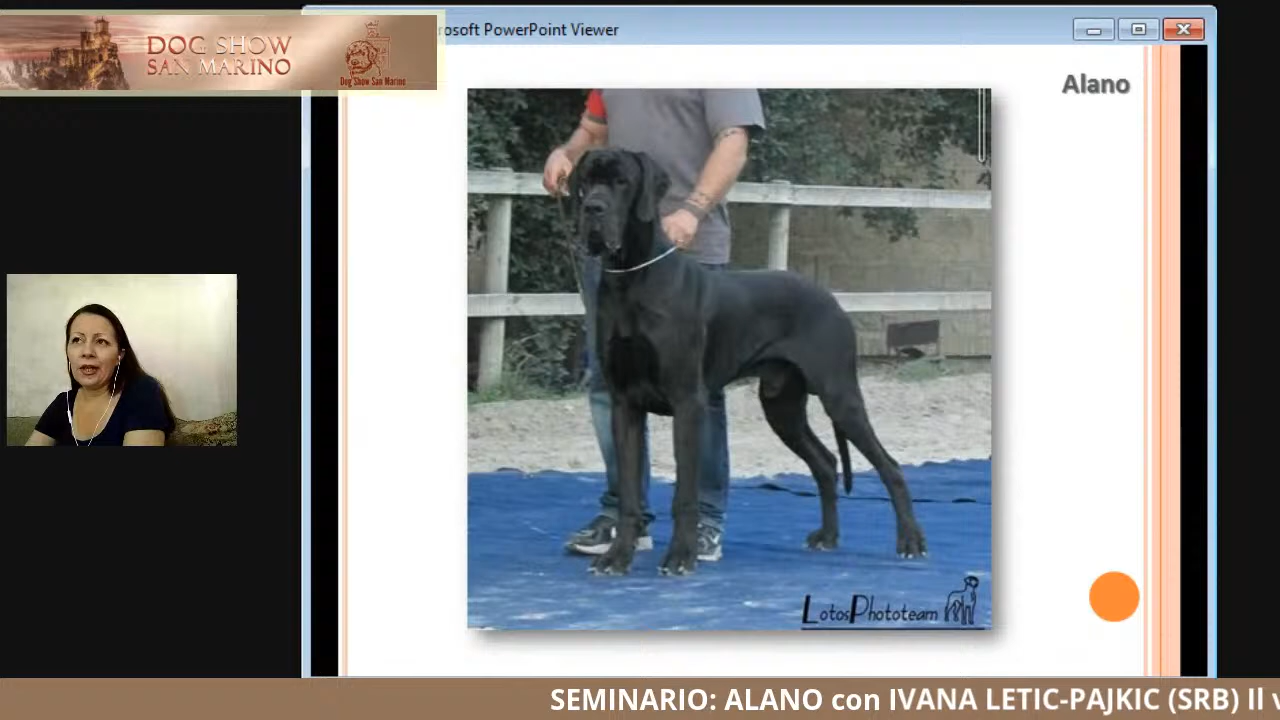 DOG SHOW
SAN MARINO
Dog Show San Marino
rosoft PowerPoint Viewer
Alano
LotosPhototeam
SEMINARIO: ALANO con IVANA LETIC-PAJKIC (SRB) Il v